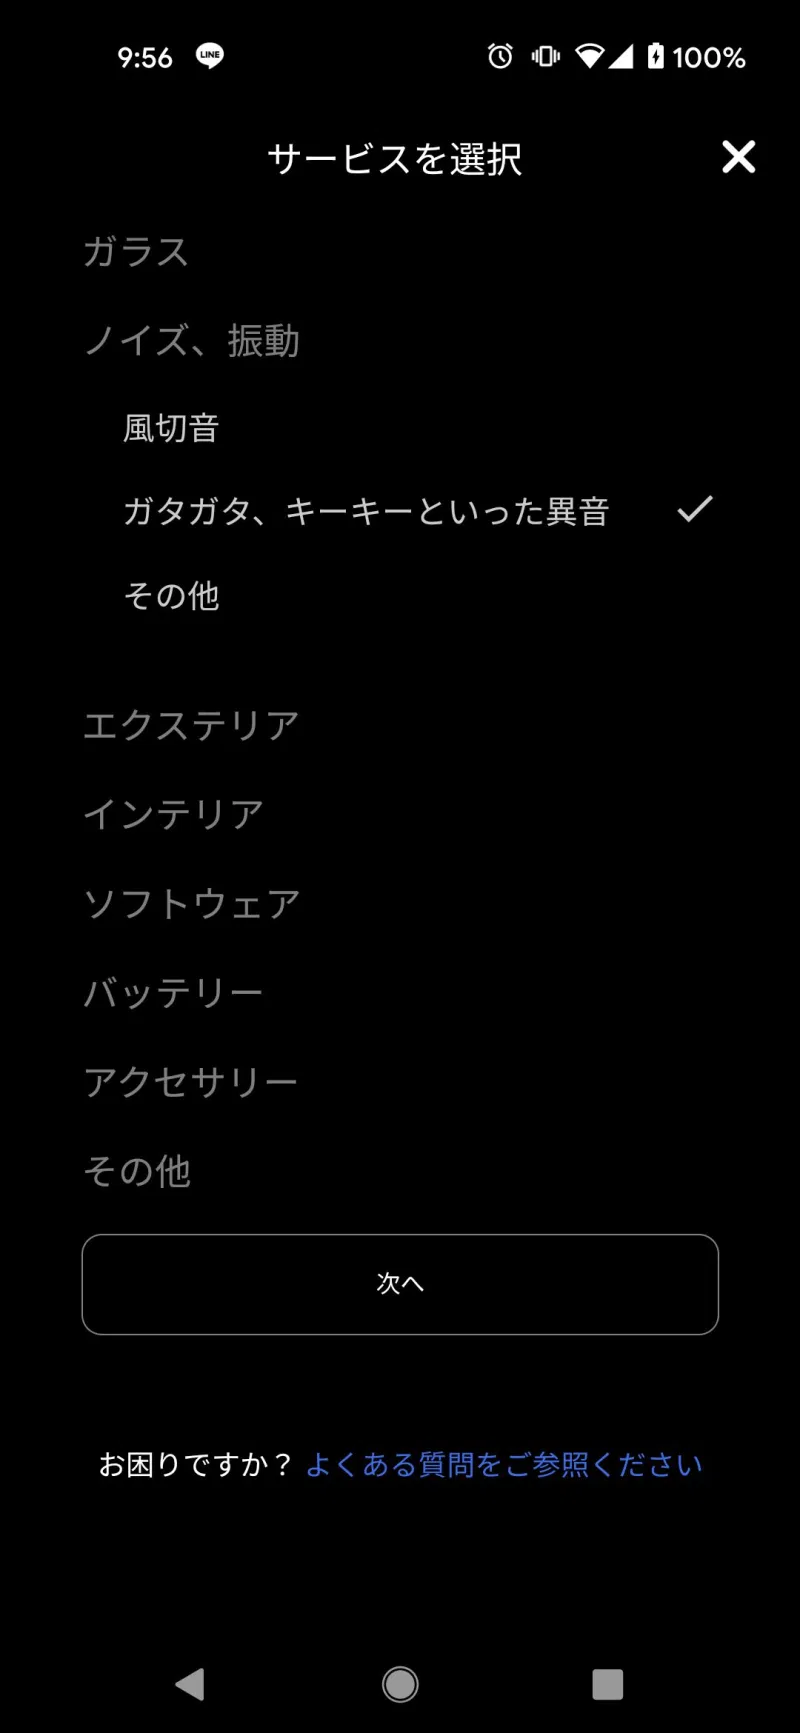 9:56 LINE 100%
サービスを選択
ガラス
ノイズ、振動
風切音
ガタガタ、キーキーといった異音
その他
エクステリア
インテリア
ソフトウェア
バッテリー
アクセサリー
その他
次へ
お困りですか？ よくある質問をご参照ください